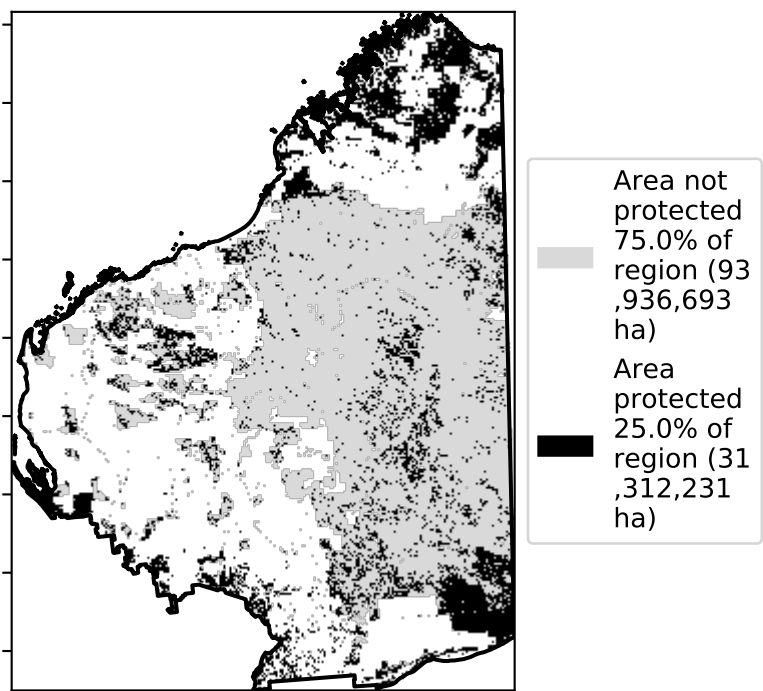 Area not
protected
75.0% of
region (93
,936,693
ha)
Area
protected
25.0% of
region (31
,312,231
ha)